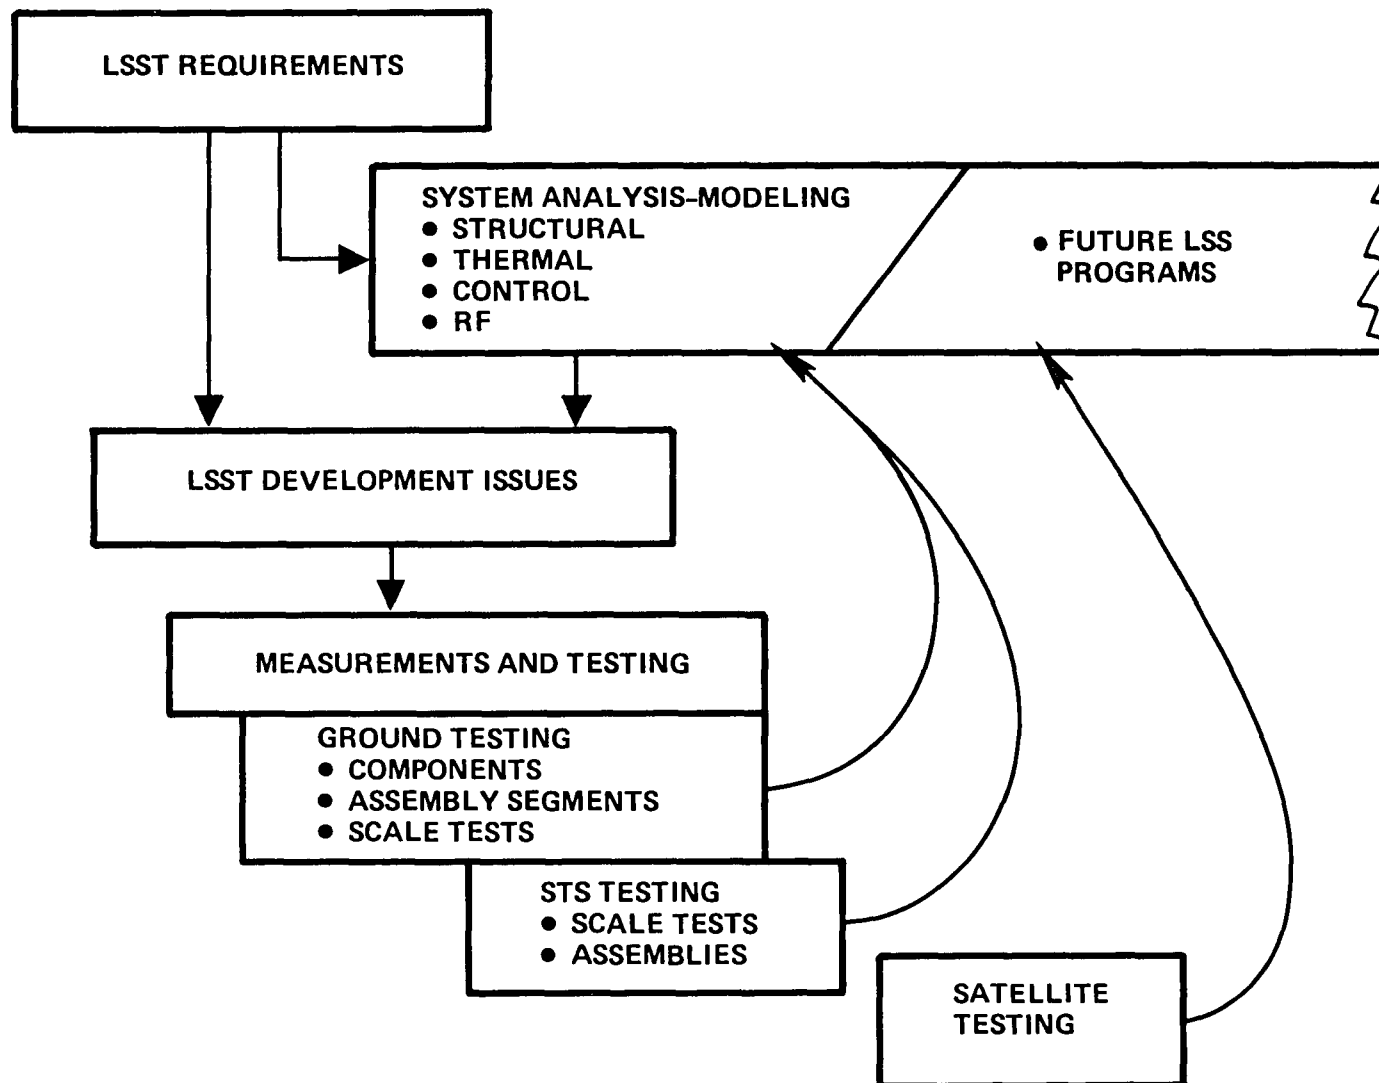 LSST REQUIREMENTS
SYSTEM ANALYSIS-MODELING
● STRUCTURAL
● THERMAL
● CONTROL
● RF
● FUTURE LSS
PROGRAMS
LSST DEVELOPMENT ISSUES
MEASUREMENTS AND TESTING
GROUND TESTING
● COMPONENTS
● ASSEMBLY SEGMENTS
● SCALE TESTS
STS TESTING
● SCALE TESTS
● ASSEMBLIES
SATELLITE
TESTING